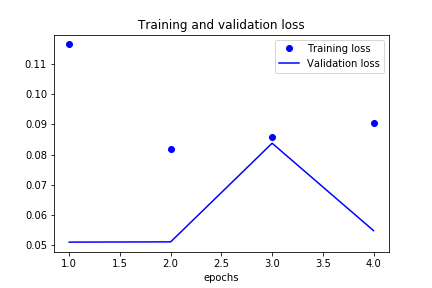 Training and validation loss
Training loss
Validation loss
0.11
0.10
0.09
0.08
0.07
0.06
0.05
1.0 1.5 2.0 2.5 3.0 3.5 4.0
epochs